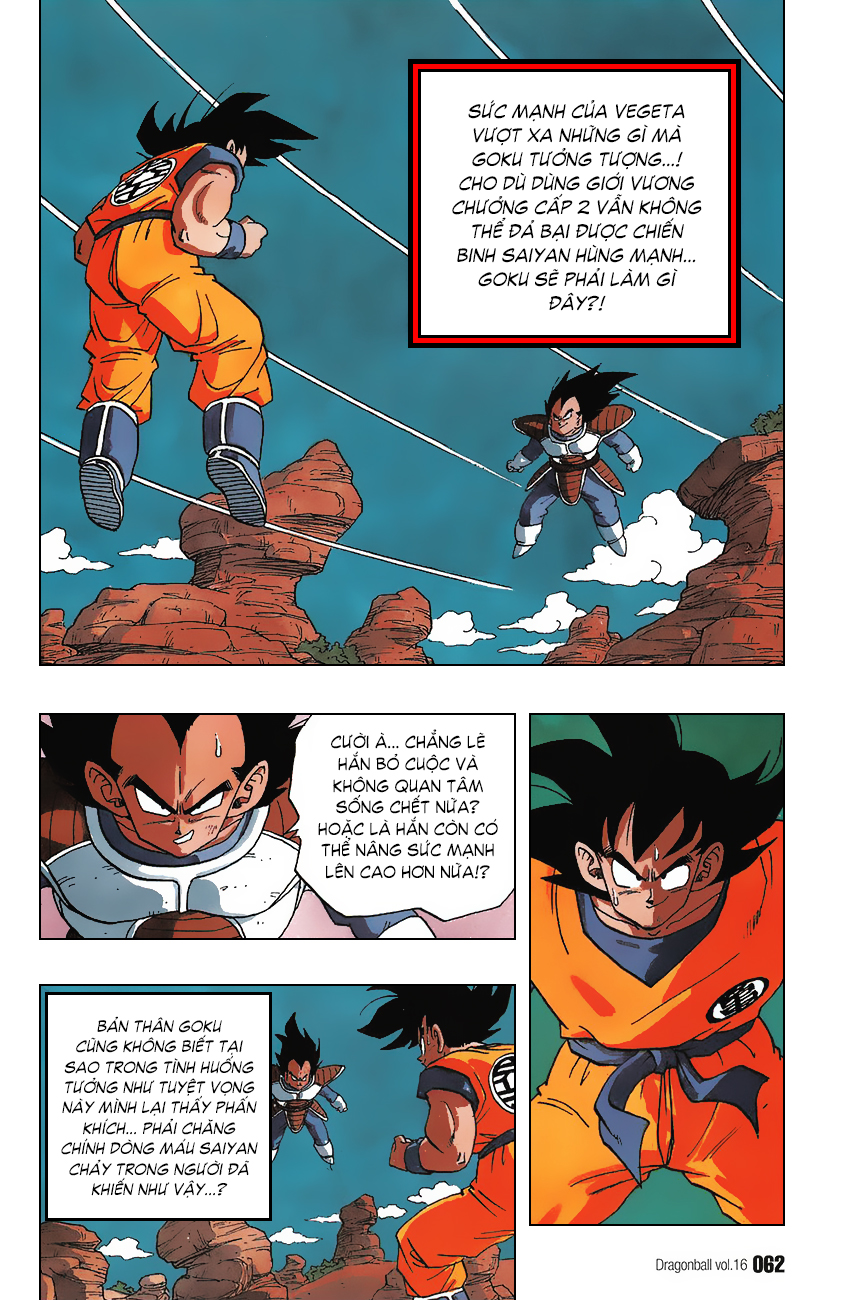 SỨC MẠNH CỦA VEGETA
VƯỢT XA NHỮNG GÌ MÀ
GOKU TƯỞNG TƯỢNG...!
CHO DÙ DÙNG GIỚI VƯƠNG
CHƯỞNG CẤP 2 VẪN KHÔNG
THỂ ĐẢ BẠI ĐƯỢC CHIẾN
BINH SAIYAN HÙNG MẠNH...
GOKU SẼ PHẢI LÀM GÌ
ĐÂY?!
CƯỜI À... CHẲNG LẼ
HẮN BỎ CUỘC VÀ
KHÔNG QUAN TÂM
SỐNG CHẾT NỮA?
HOẶC LÀ HẮN CÒN CÓ
THỂ NÂNG SỨC MẠNH
LÊN CAO HƠN NỮA!?
BẢN THÂN GOKU
CŨNG KHÔNG BIẾT TẠI
SAO TRONG TÌNH HUỐNG
TƯỞNG NHƯ TUYỆT VỌNG
NÀY MÌNH LẠI THẤY PHẤN
KHÍCH... PHẢI CHĂNG
CHÍNH DÒNG MÁU SAIYAN
CHẢY TRONG NGƯỜI ĐÃ
KHIẾN NHƯ VẬY...?
Dragonball vol.16 062